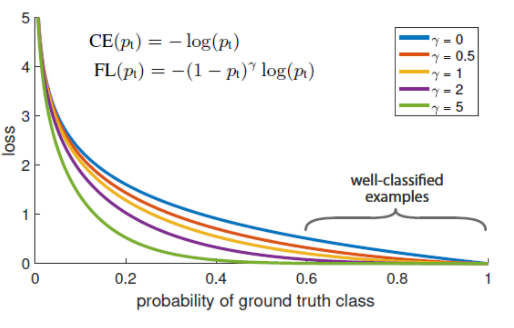 5
4
3
2
1
0
loss
CE(pt) = − log(pt)
FL(pt) = −(1 − pt)γ log(pt)
γ = 0
γ = 0.5
γ = 1
γ = 2
γ = 5
well-classified
examples
0
0.2
0.4
0.6
0.8
1
probability of ground truth class